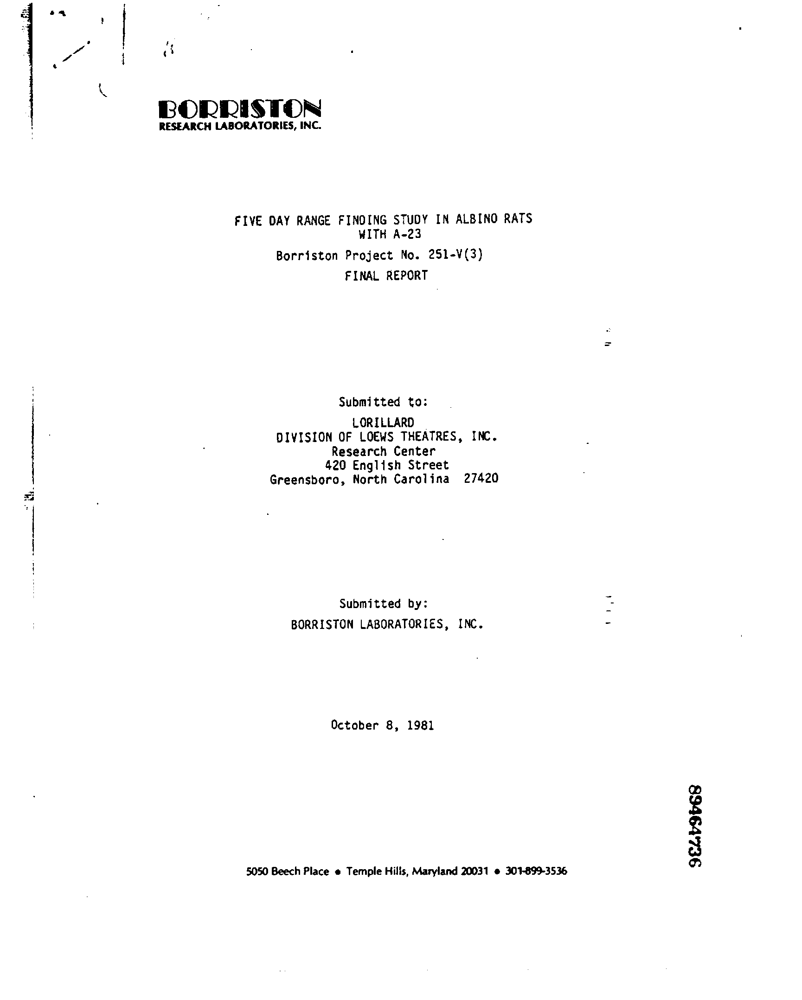 BORRISTON
RESEARCH LABORATORIES, INC.
FIVE DAY RANGE FINDING STUDY IN ALBINO RATS
WITH A-23
Borriston Project No. 251-V(3)
FINAL REPORT
Submitted to:
LORILLARD
DIVISION OF LOEWS THEATRES, INC.
Research Center
420 English Street
Greensboro, North Carolina 27420
Submitted by:
BORRISTON LABORATORIES, INC.
October 8, 1981
89464736
5050 Beech Place • Temple Hills, Maryland 20031 • 301-899-3536